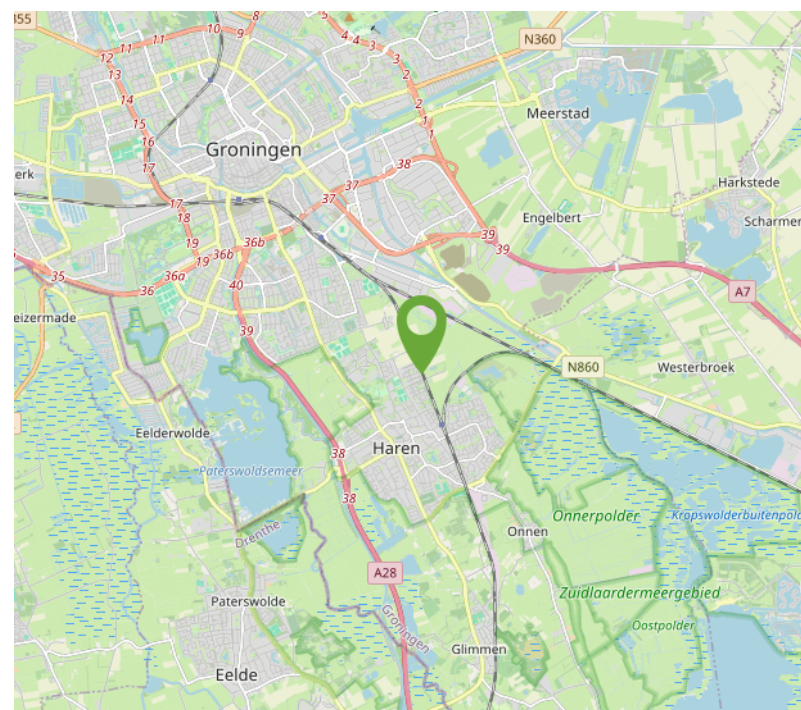 355
10
8
9
11
11
12
4
4
3
3
2
2
1
1
N360
13
14
15
16
17
17
18
19
19
Meerstad
Groningen
erk
38
37
37
Harkstede
Engelbert
Scharmer
39
39
36b
36b
36a
35
36
40
39
A7
eizermade
N860
Westerbroek
Eelderwolde
Haren
38
38
Paterswoldsemeer
Onnerpolder
Kropswolderbuitenpold
Onnen
Drenthe
A28
Zuidlaardermeergebied
Paterswolde
Groningen
Oostpolder
Glimmen
Eelde